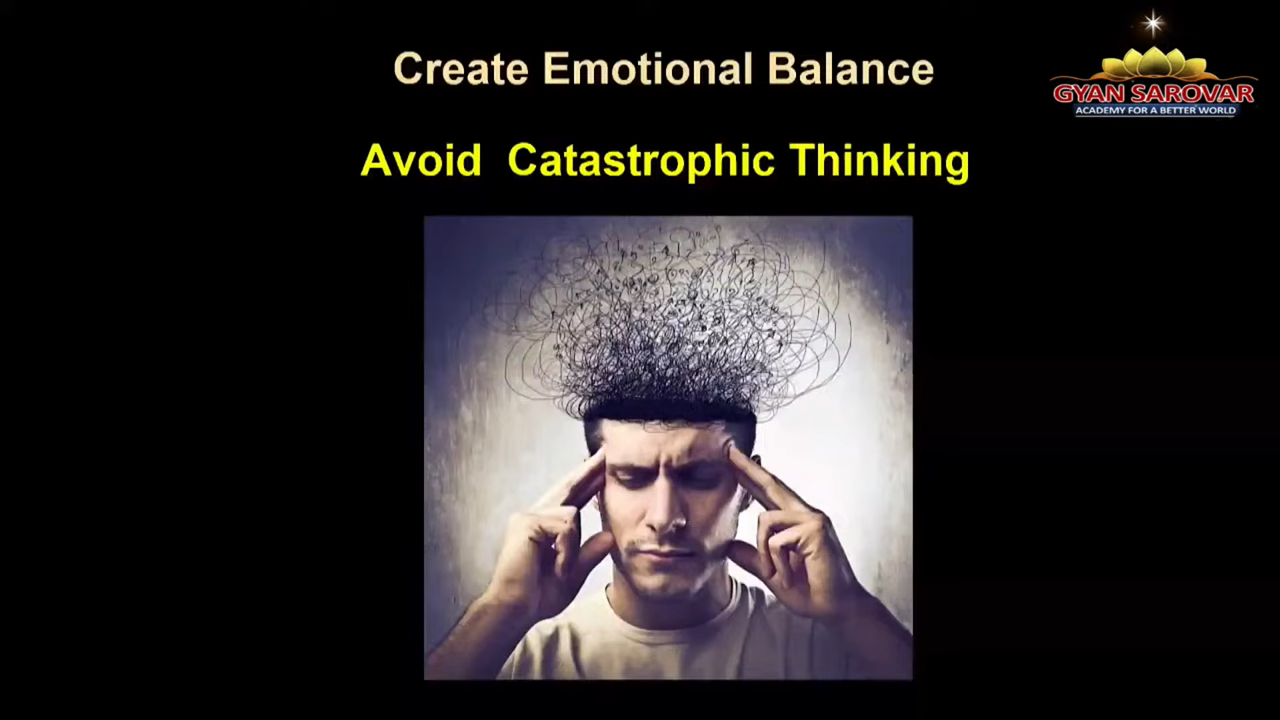 Create Emotional Balance
Avoid Catastrophic Thinking
GYAN SAROVAR
ACADEMY FOR A BETTER WORLD